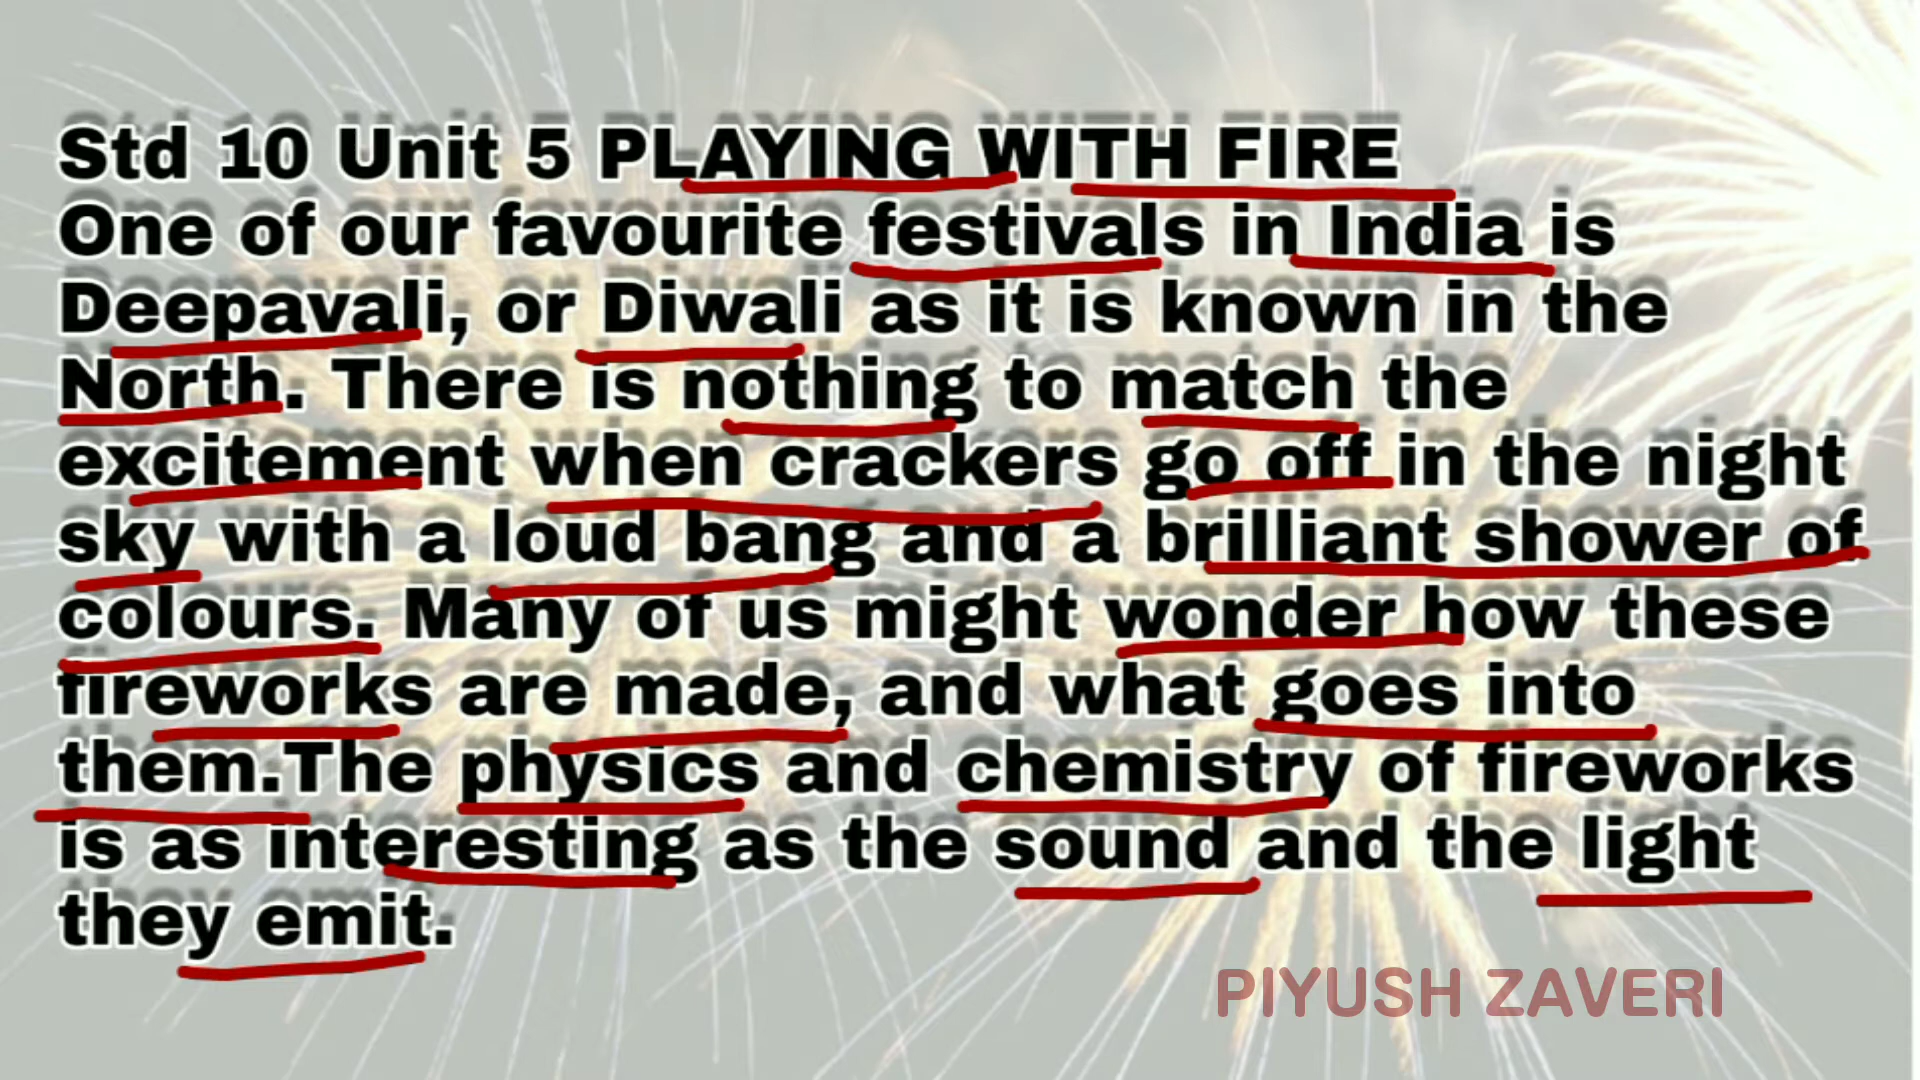 Std 10 Unit 5 PLAYING WITH FIRE
One of our favourite festivals in India is
Deepavali, or Diwali as it is known in the
North. There is nothing to match the
excitement when crackers go off in the night
sky with a loud bang and a brilliant shower of
colours. Many of us might wonder how these
fireworks are made, and what goes into
them.The physics and chemistry of fireworks
is as interesting as the sound and the light
they emit.
PIYUSH ZAVERI